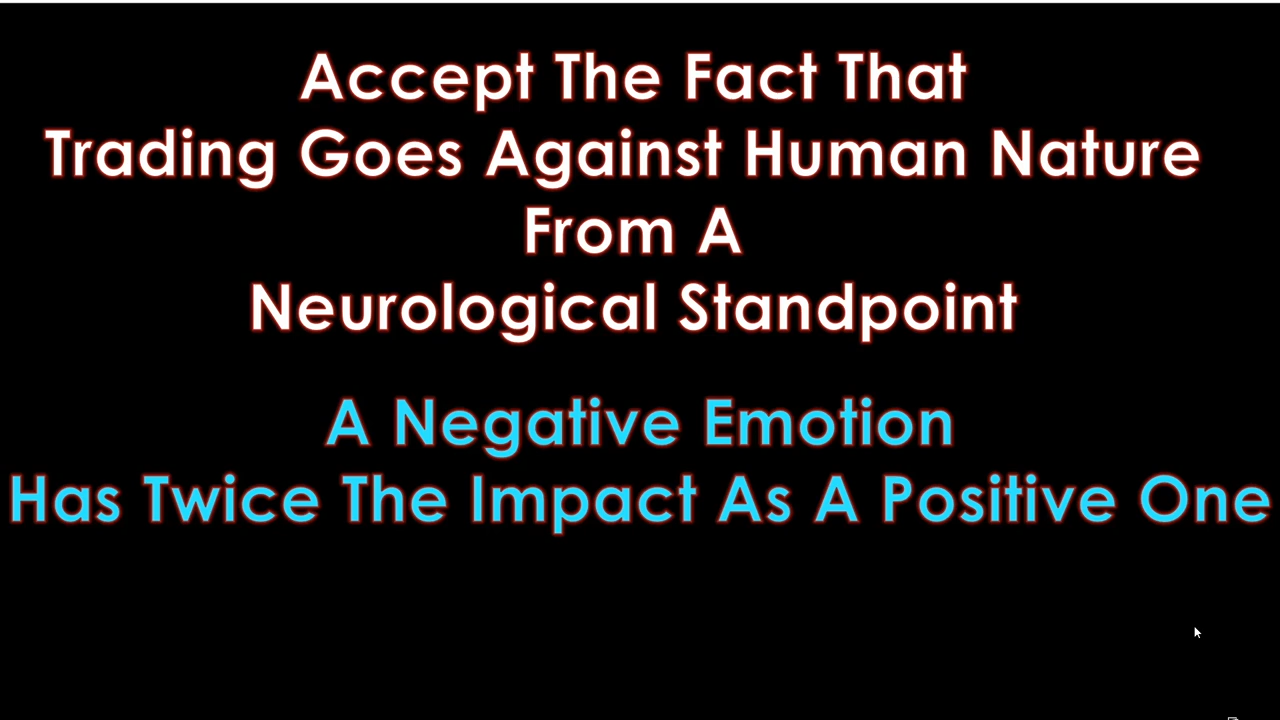 Accept The Fact That
Trading Goes Against Human Nature
From A
Neurological Standpoint
A Negative Emotion
Has Twice The Impact As A Positive One